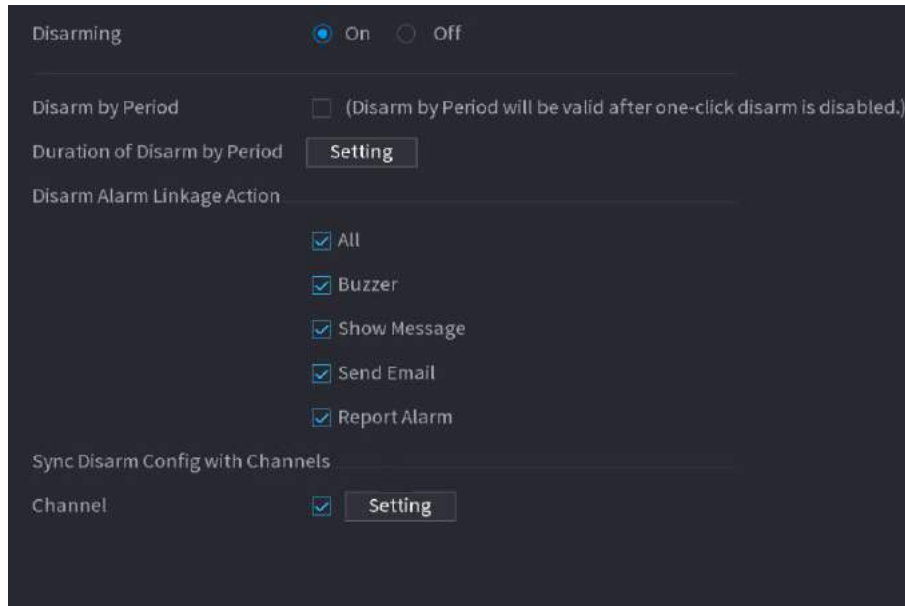 Disarming On Off
Disarm by Period (Disarm by Period will be valid after one-click disarm is disabled.)
Duration of Disarm by Period Setting
Disarm Alarm Linkage Action
All
Buzzer
Show Message
Send Email
Report Alarm
Sync Disarm Config with Channels
Channel Setting